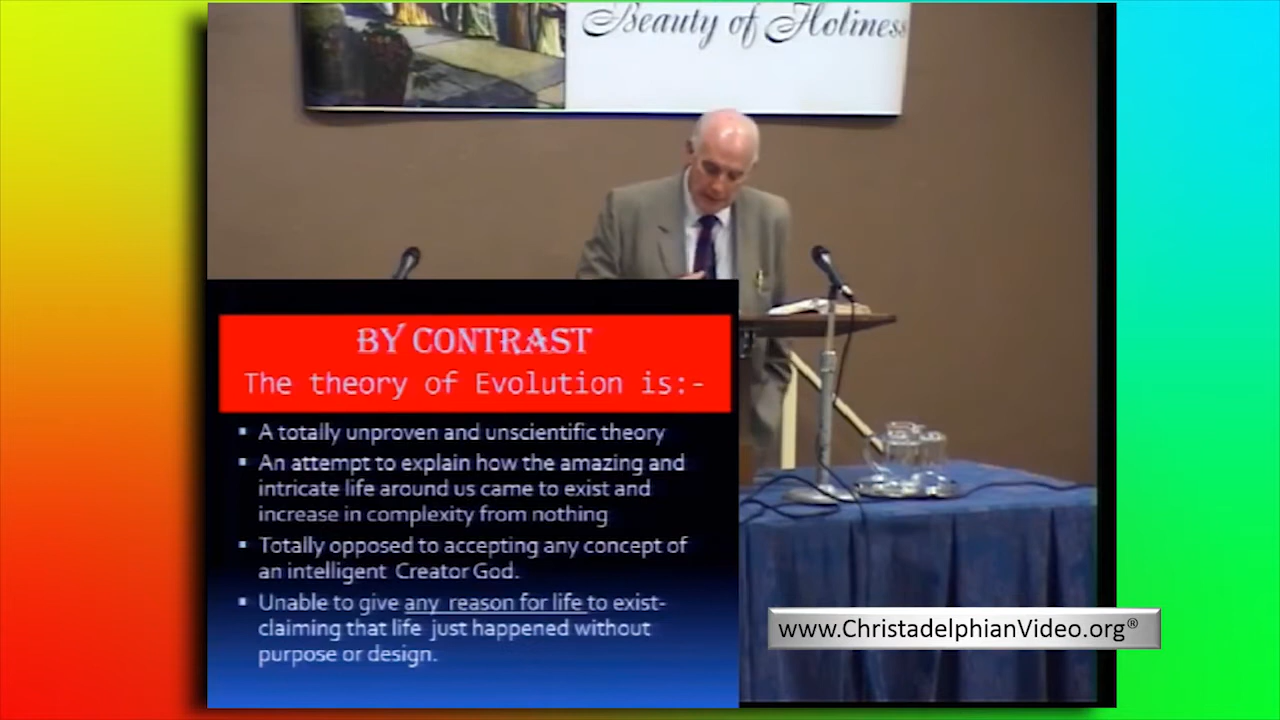 Beauty of Holiness
BY CONTRAST
The theory of Evolution is:-
▪ A totally unproven and unscientific theory
▪ An attempt to explain how the amazing and
intricate life around us came to exist and
increase in complexity from nothing
▪ Totally opposed to accepting any concept of
an intelligent Creator God.
▪ Unable to give any reason for life to exist-
claiming that life just happened without
purpose or design.
www.ChristadelphianVideo.org®